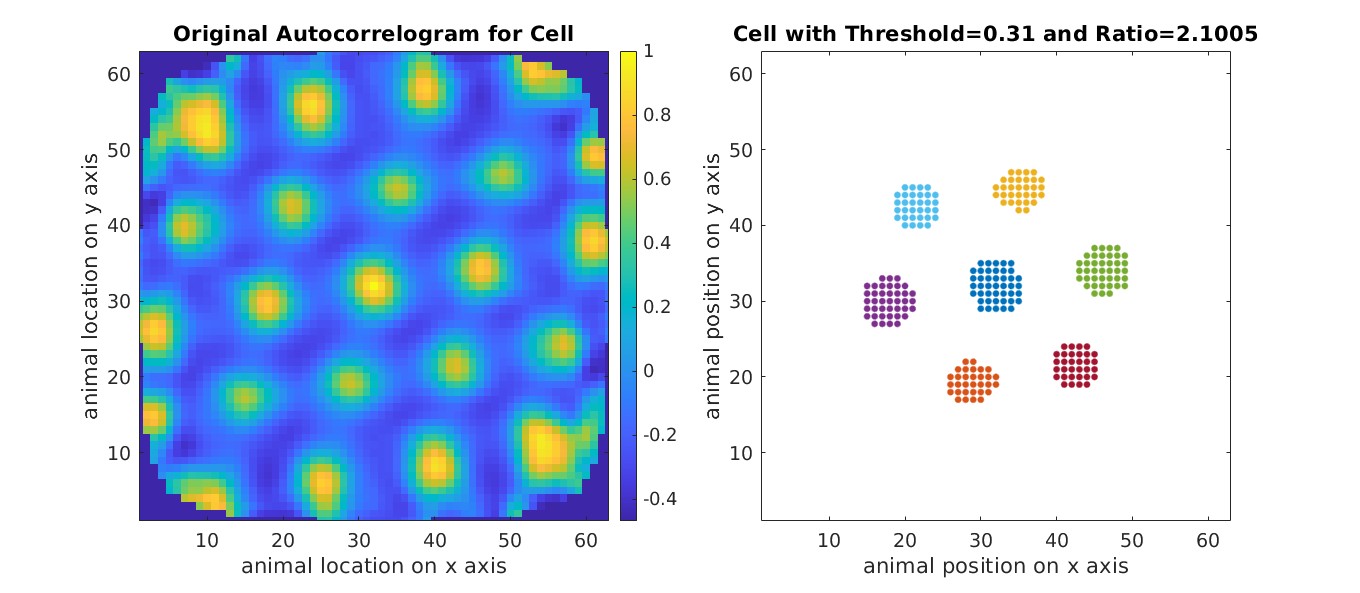 Original Autocorrelogram for Cell
60
50
40
30
20
10
10 20 30 40 50 60
animal location on y axis
animal location on x axis
1
0.8
0.6
0.4
0.2
0
-0.2
-0.4
Cell with Threshold=0.31 and Ratio=2.1005
60
50
40
30
20
10
10 20 30 40 50 60
animal position on y axis
animal position on x axis